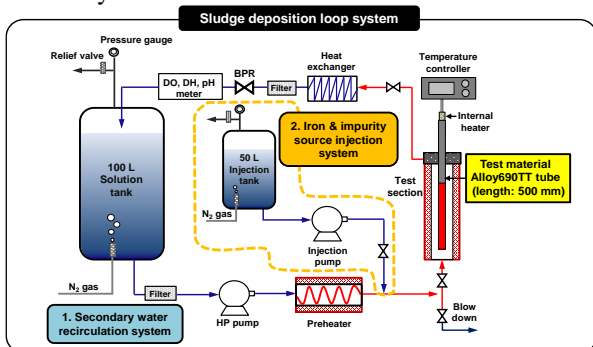 Sludge deposition loop system
Pressure gauge
Relief valve
DO, DH, pH
meter
BPR
Filter
Heat
exchanger
Temperature
controller
Internal
heater
100 L
Solution
tank
50 L
Injection
tank
2. Iron & impurity
source injection
system
Test material
Alloy690TT tube
(length: 500 mm)
Test
section
N2 gas
Injection
pump
N2 gas
Filter
HP pump
Preheater
Blow
down
1. Secondary water
recirculation system